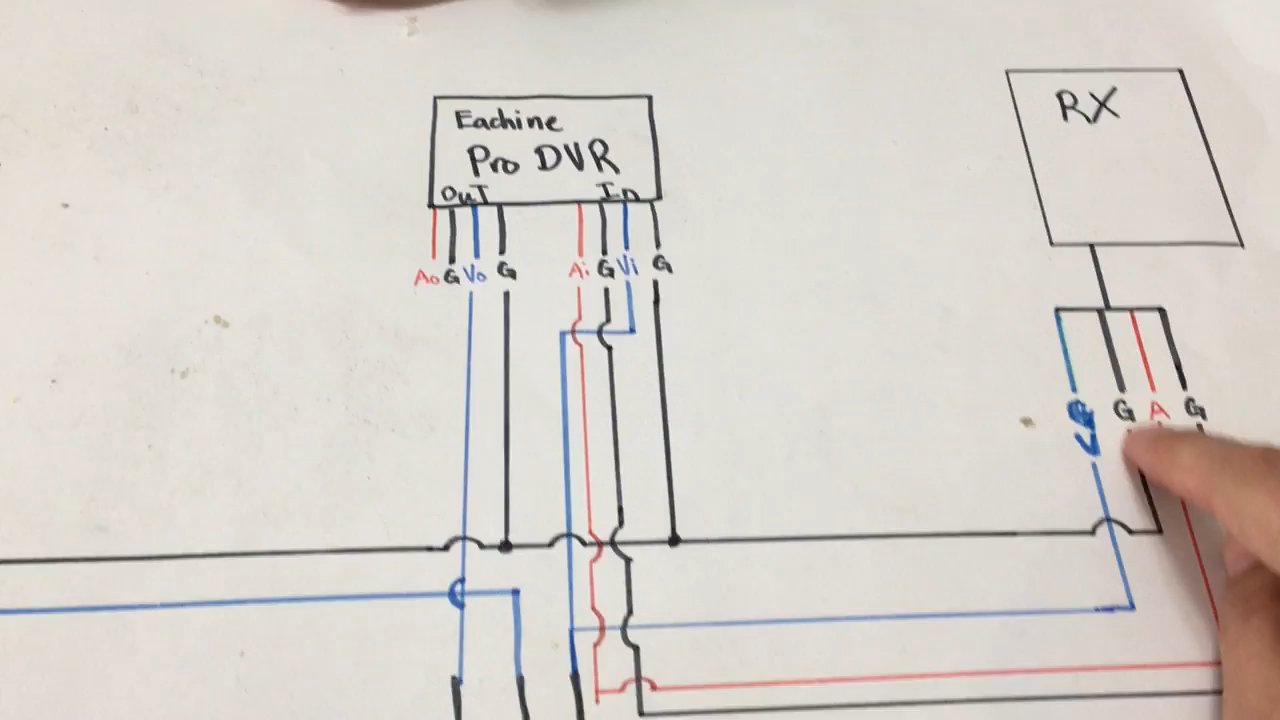 Eachine
Pro DVR
OuT In
Ao G Vo G Ai G Vi G
RX
G A G